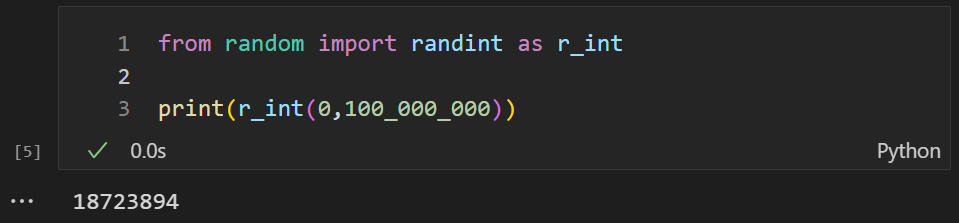 1 from random import randint as r_int
2
3 print(r_int(0,100_000_000))
[5] ✓ 0.0s Python
... 18723894